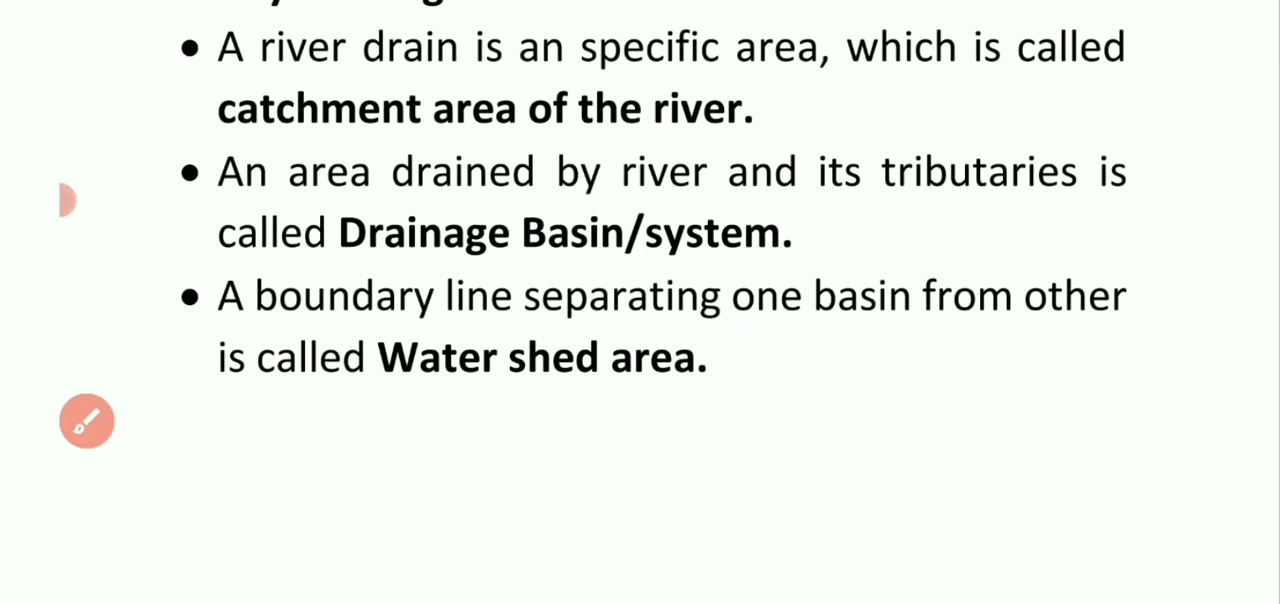 • A river drain is an specific area, which is called
catchment area of the river.
• An area drained by river and its tributaries is
called Drainage Basin/system.
• A boundary line separating one basin from other
is called Water shed area.